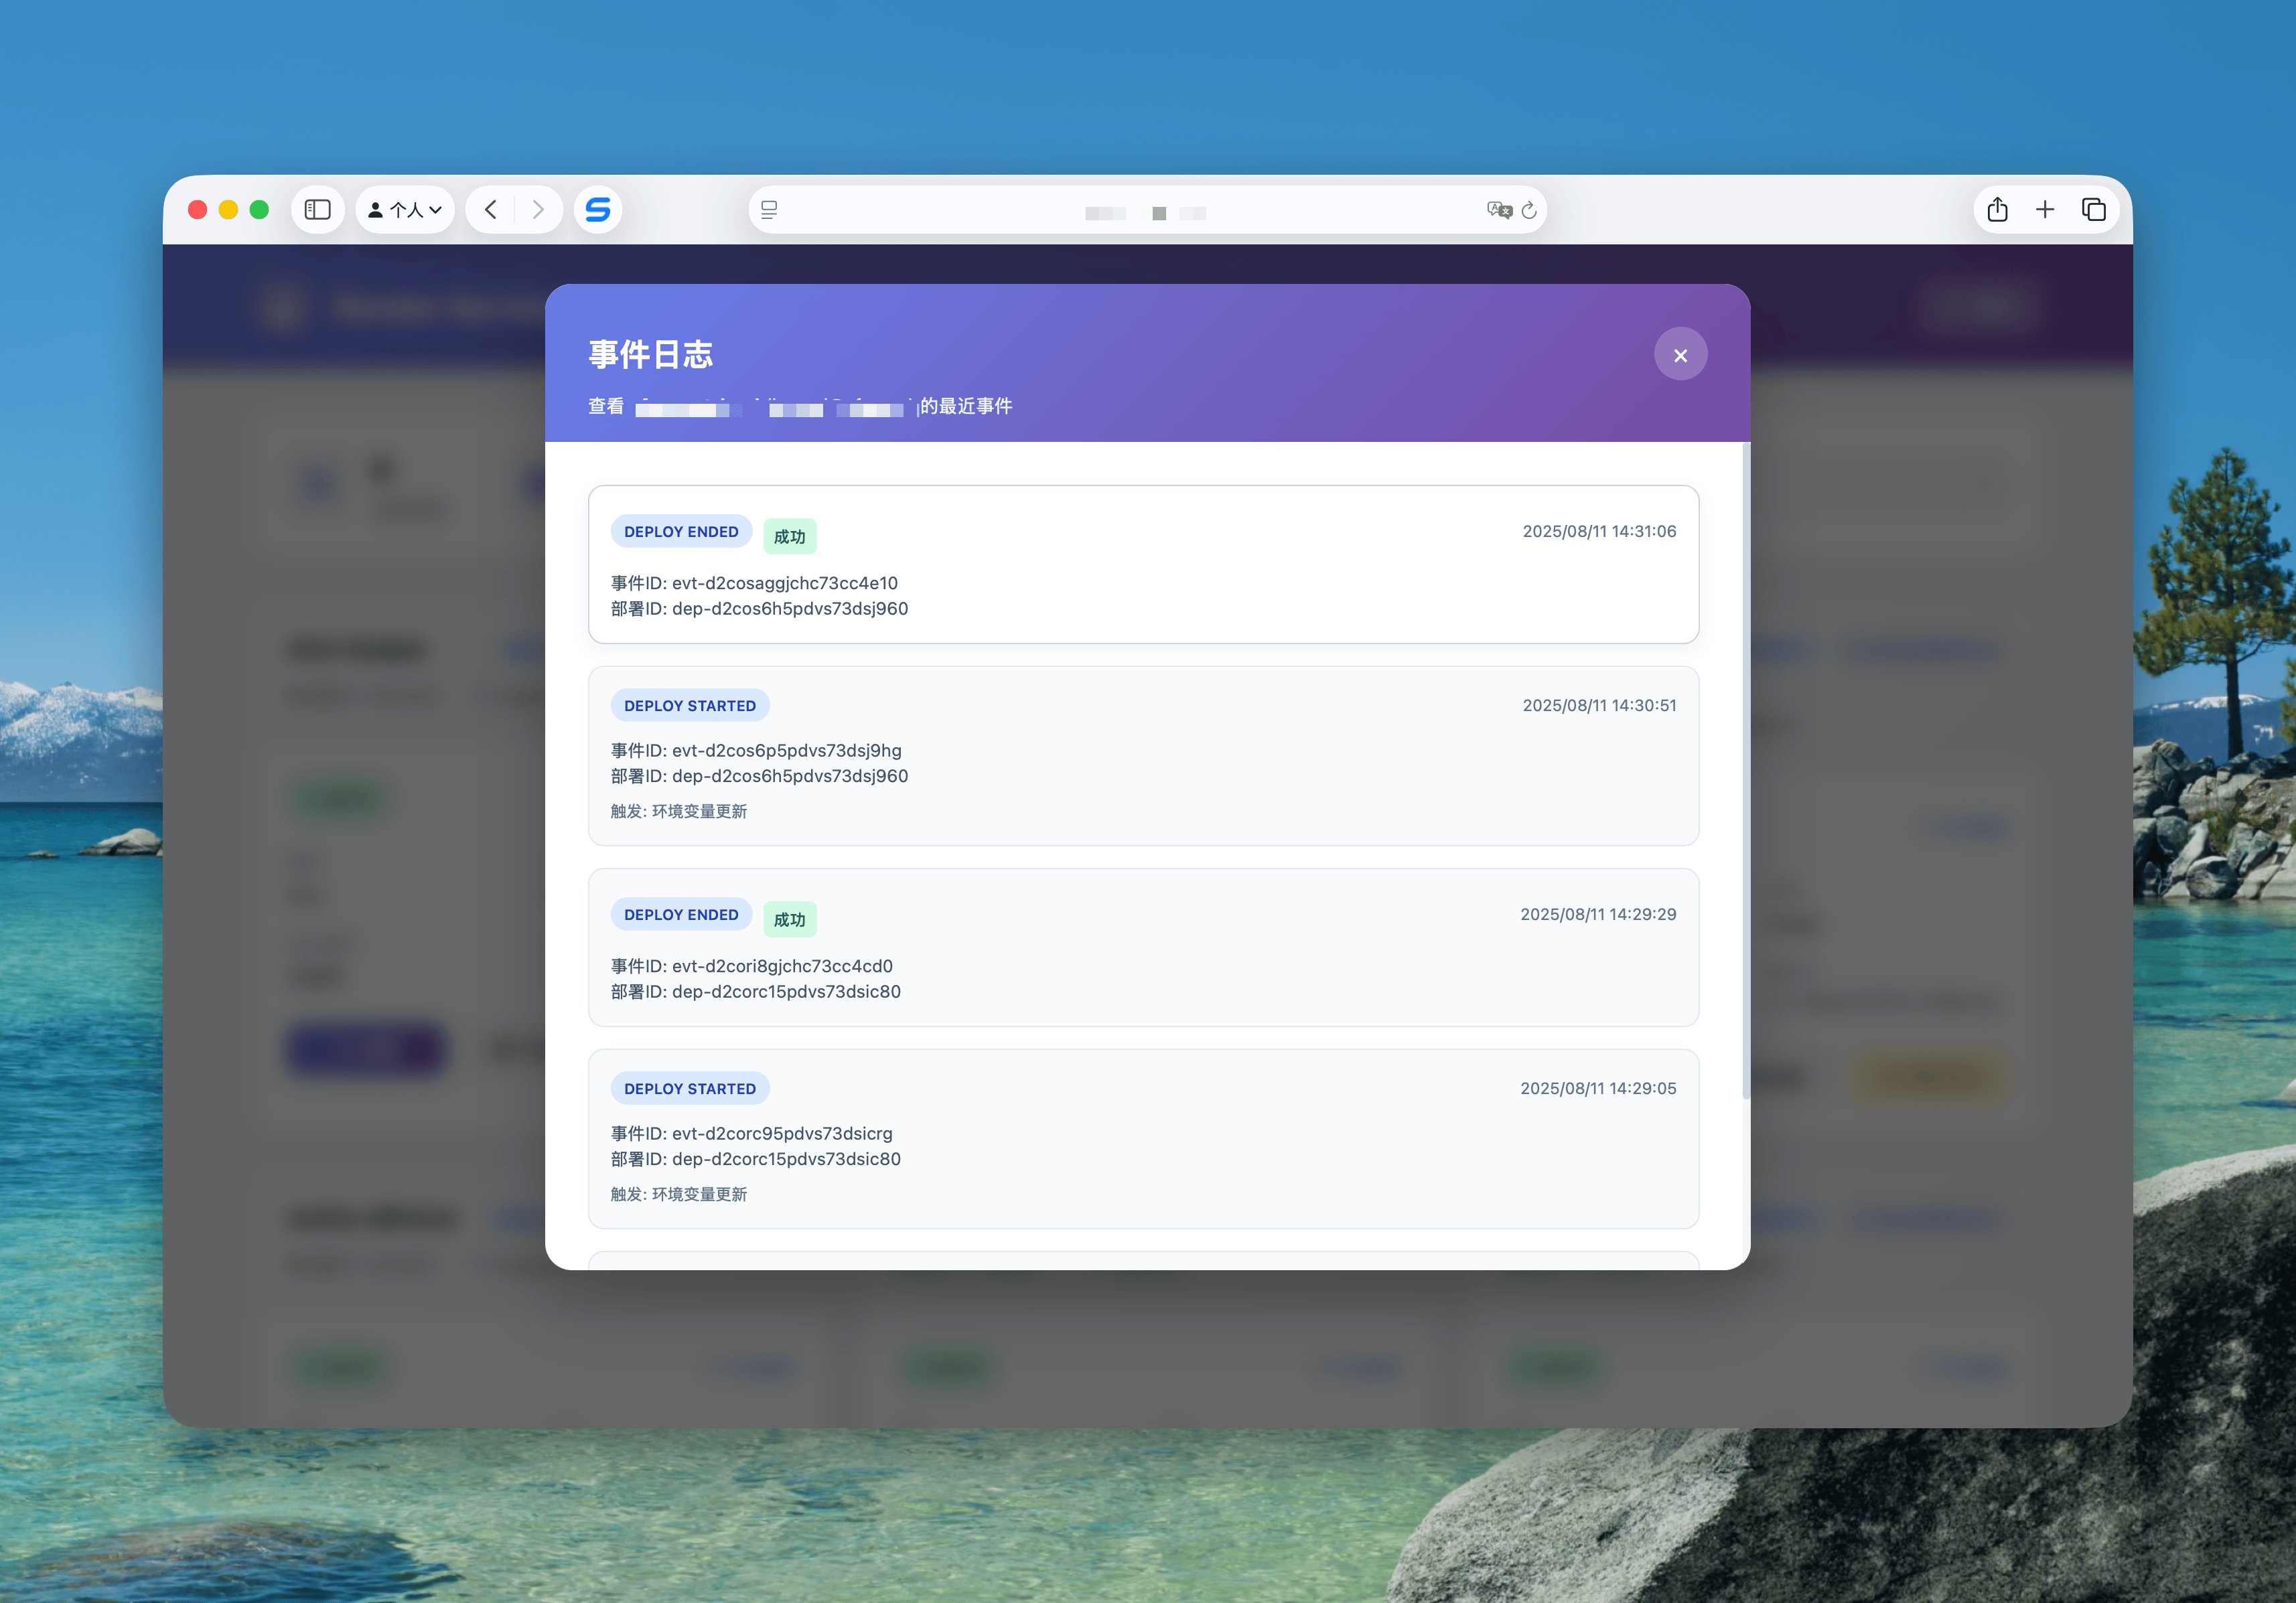 个人
事件日志
查看
的最近事件
DEPLOY ENDED 成功 2025/08/11 14:31:06
事件ID: evt-d2cosaggjchc73cc4e10
部署ID: dep-d2cos6h5pdvs73dsj960
DEPLOY STARTED 2025/08/11 14:30:51
事件ID: evt-d2cos6p5pdvs73dsj9hg
部署ID: dep-d2cos6h5pdvs73dsj960
触发: 环境变量更新
DEPLOY ENDED 成功 2025/08/11 14:29:29
事件ID: evt-d2cori8gjchc73cc4cd0
部署ID: dep-d2corc15pdvs73dsic80
DEPLOY STARTED 2025/08/11 14:29:05
事件ID: evt-d2corc95pdvs73dsicrg
部署ID: dep-d2corc15pdvs73dsic80
触发: 环境变量更新